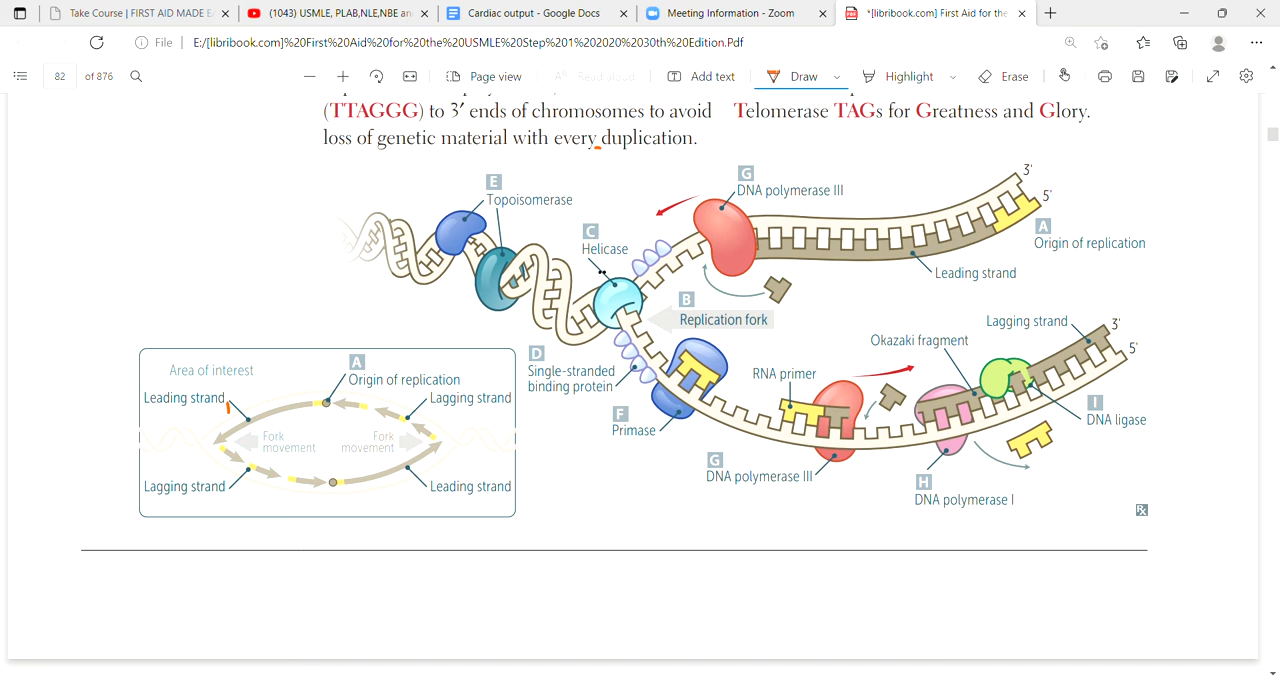 Take Course | FIRST AID MADE E
(1043) USMLE, PLAB,NLE,NBE an
Cardiac output - Google Docs
Meeting Information - Zoom
*[libribook.com] First Aid for the
File
E:/[libribook.com]%20First%20Aid%20for%20the%20USMLE%20Step%201%202020%2030th%20Edition.Pdf
82 of 876
Page view
Read aloud
Add text
Draw
Highlight
Erase
(TTAGGG) to 3′ ends of chromosomes to avoid
loss of genetic material with every duplication.
Telomerase TAGs for Greatness and Glory.
E
Topoisomerase
C
Helicase
G
DNA polymerase III
3'
5'
A
Origin of replication
Leading strand
B
Replication fork
D
Single-stranded
binding protein
F
Primase
RNA primer
G
DNA polymerase III
Okazaki fragment
Lagging strand
3'
5'
I
DNA ligase
H
DNA polymerase I
Area of interest
A
Origin of replication
Leading strand
Lagging strand
Fork
movement
Fork
movement
Lagging strand
Leading strand
Rx